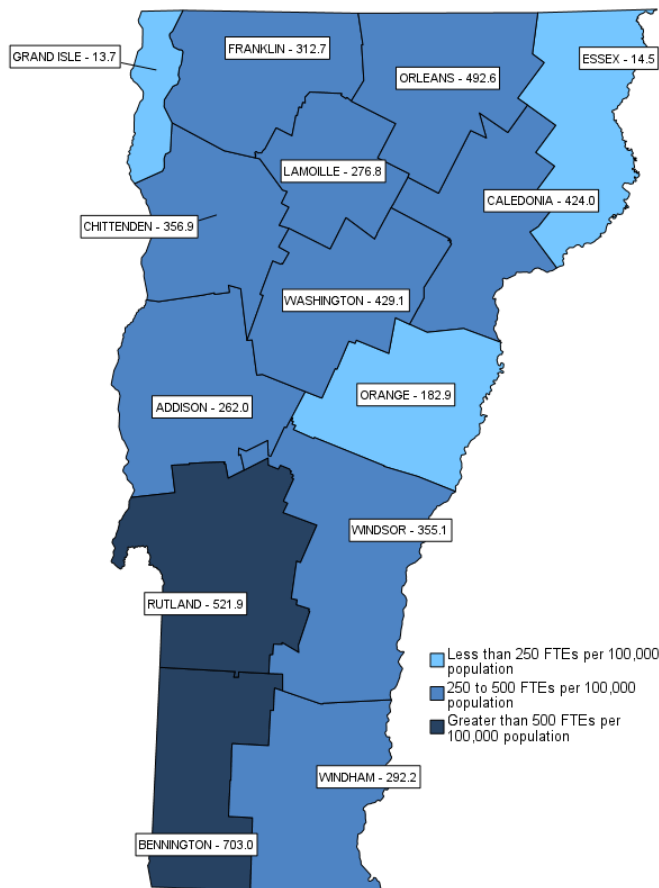 FRANKLIN - 312.7
GRAND ISLE - 13.7
ORLEANS - 492.6
ESSEX - 14.5
LAMOILLE - 276.8
CALEDONIA - 424.0
CHITTENDEN - 356.9
WASHINGTON - 429.1
ORANGE - 182.9
ADDISON - 262.0
WINDSOR - 355.1
RUTLAND - 521.9
Less than 250 FTEs per 100,000
population
250 to 500 FTEs per 100,000
population
Greater than 500 FTEs per
100,000 population
WINDHAM - 292.2
BENNINGTON - 703.0